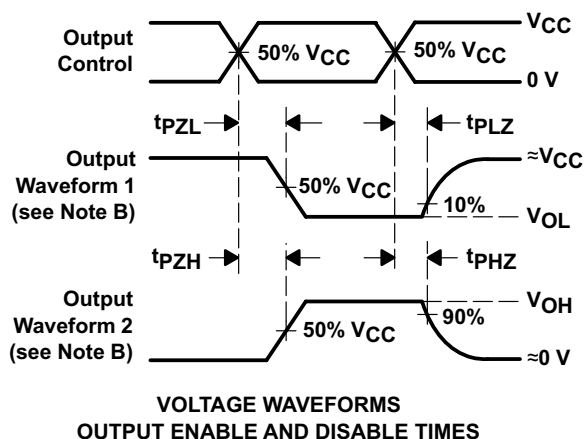 VCC
Output
Control
50% VCC
50% VCC
0 V
tPZL
tPLZ
Output
Waveform 1
(see Note B)
≈VCC
50% VCC
10%
VOL
tPZH
tPHZ
Output
Waveform 2
(see Note B)
VOH
90%
50% VCC
≈0 V
VOLTAGE WAVEFORMS
OUTPUT ENABLE AND DISABLE TIMES